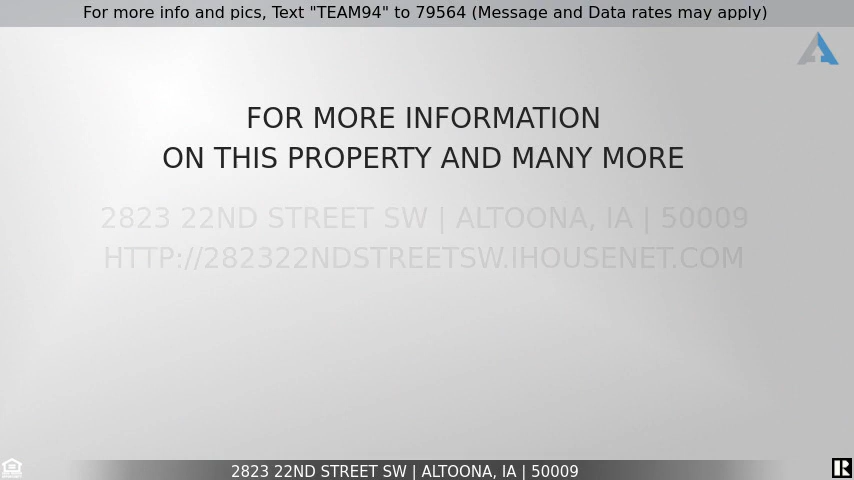 For more info and pics, Text "TEAM94" to 79564 (Message and Data rates may apply)
FOR MORE INFORMATION
ON THIS PROPERTY AND MANY MORE
2823 22ND STREET SW | ALTOONA, IA | 50009
HTTP://282322NDSTREETSW.IHOUSENET.COM
2823 22ND STREET SW | ALTOONA, IA | 50009